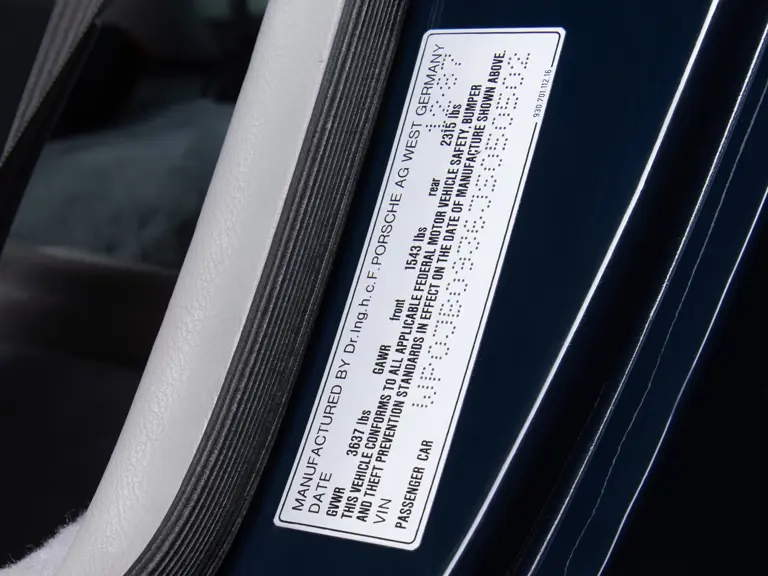 MANUFACTURED BY Dr.Ing.h.c.F.PORSCHE AG WEST GERMANY
DATE
GVWR 3637 lbs GAWR front 1543 lbs rear 2315 lbs
THIS VEHICLE CONFORMS TO ALL APPLICABLE FEDERAL MOTOR VEHICLE SAFETY, BUMPER
AND THEFT PREVENTION STANDARDS IN EFFECT ON THE DATE OF MANUFACTURE SHOWN ABOVE.
VIN
PASSENGER CAR
930.701.112.16